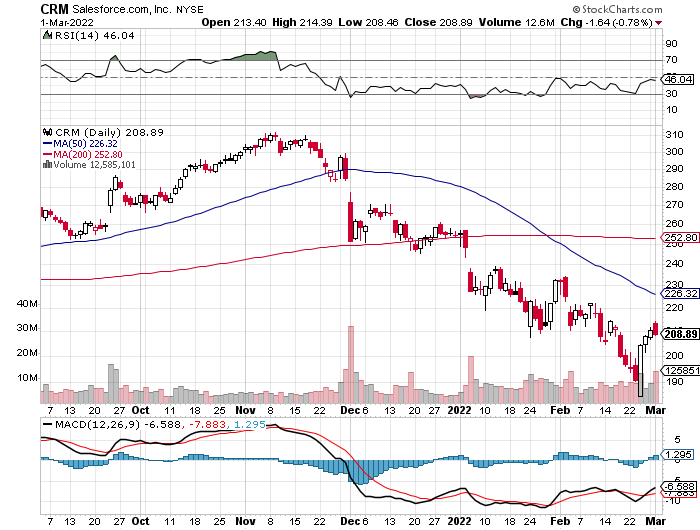 CRM Salesforce.com, Inc. NYSE © StockCharts.com
1-Mar-2022 Open 213.40 High 214.39 Low 208.46 Close 208.89 Volume 12.6M Chg -1.64 (-0.78%)
RSI(14) 46.04
90
70
46.04
30
10
CRM (Daily) 208.89
MA(50) 226.32
MA(200) 252.80
Volume 12,585,101
310
300
290
280
270
260
252.80
240
226.32
220
208.89
200
12585101
190
40M
30M
20M
10M
7 13 20 27 Oct 11 18 25 Nov 8 15 22 Dec 6 13 20 27 2022 10 18 24 Feb 7 14 22 Mar
MACD(12,26,9) -6.588, -7.883, 1.295
5
0
-5
-10
1.295
-6.588
-7.883
7 13 20 27 Oct 11 18 25 Nov 8 15 22 Dec 6 13 20 27 2022 10 18 24 Feb 7 14 22 Mar